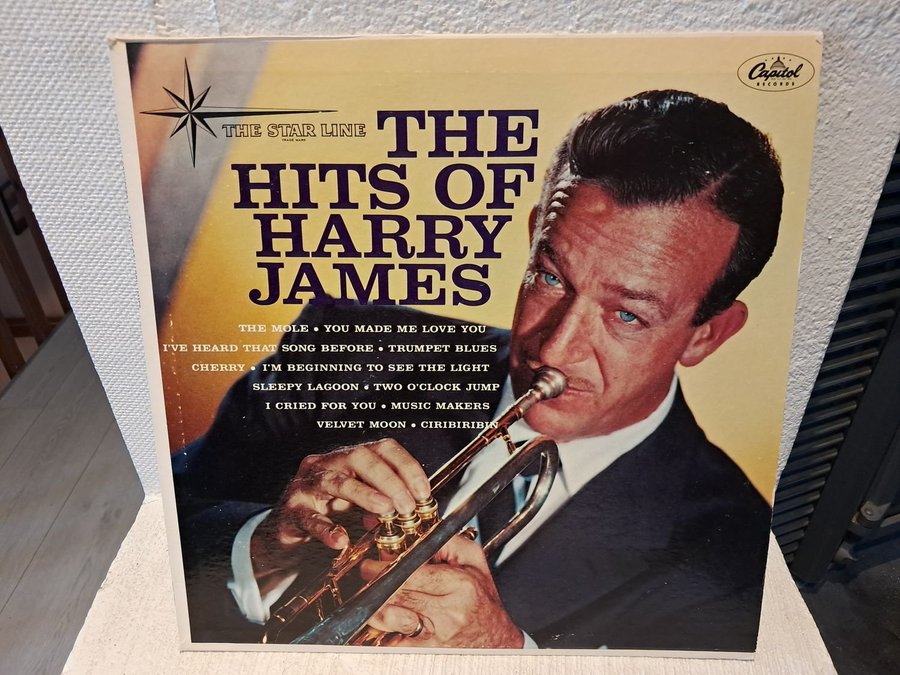 THE STAR LINE
TRADE MARK
Capitol
RECORDS
THE
HITS OF
HARRY
JAMES
THE MOLE • YOU MADE ME LOVE YOU
I'VE HEARD THAT SONG BEFORE • TRUMPET BLUES
CHERRY • I'M BEGINNING TO SEE THE LIGHT
SLEEPY LAGOON • TWO O'CLOCK JUMP
I CRIED FOR YOU • MUSIC MAKERS
VELVET MOON • CIRIBIRIBIN